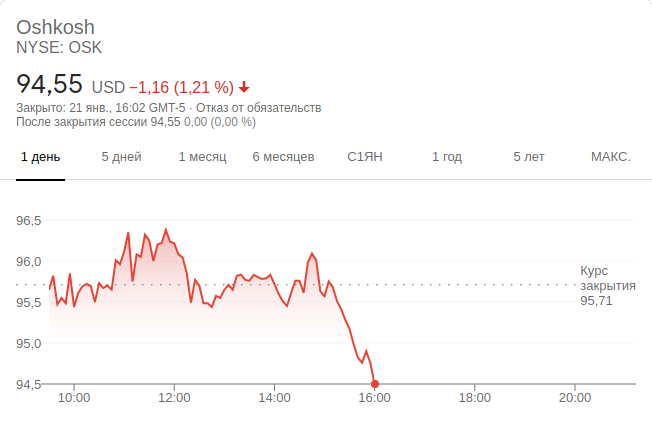 Oshkosh
NYSE: OSK
94,55 USD −1,16 (1,21 %)
Закрыто: 21 янв., 16:02 GMT-5 · Отказ от обязательств
После закрытия сессии 94,55 0,00 (0,00 %)
1 день 5 дней 1 месяц 6 месяцев С1ЯН 1 год 5 лет МАКС.
96,5
96,0
95,5
95,0
94,5
Курс
закрытия
95,71
10:00 12:00 14:00 16:00 18:00 20:00